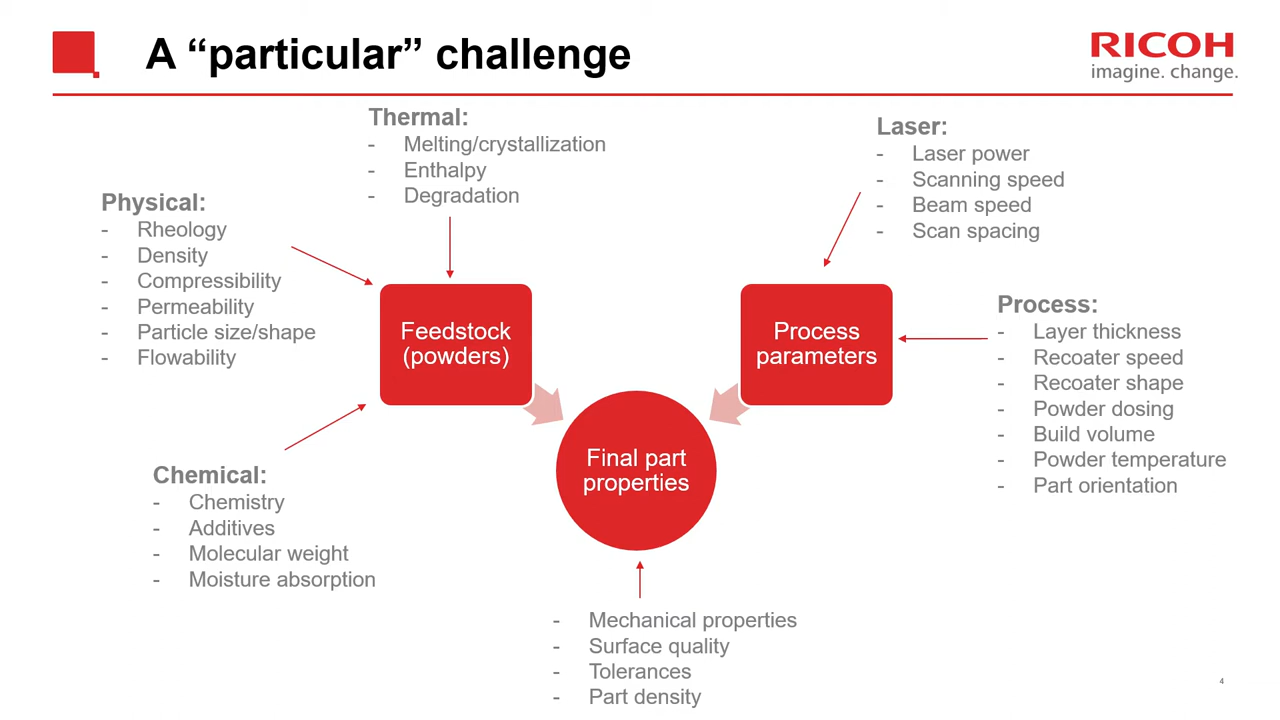 A “particular” challenge
RICOH
imagine. change.
Thermal:
- Melting/crystallization
- Enthalpy
- Degradation
Laser:
- Laser power
- Scanning speed
- Beam speed
- Scan spacing
Physical:
- Rheology
- Density
- Compressibility
- Permeability
- Particle size/shape
- Flowability
Feedstock
(powders)
Process
parameters
Process:
- Layer thickness
- Recoater speed
- Recoater shape
- Powder dosing
- Build volume
- Powder temperature
- Part orientation
Final part
properties
Chemical:
- Chemistry
- Additives
- Molecular weight
- Moisture absorption
- Mechanical properties
- Surface quality
- Tolerances
- Part density
4